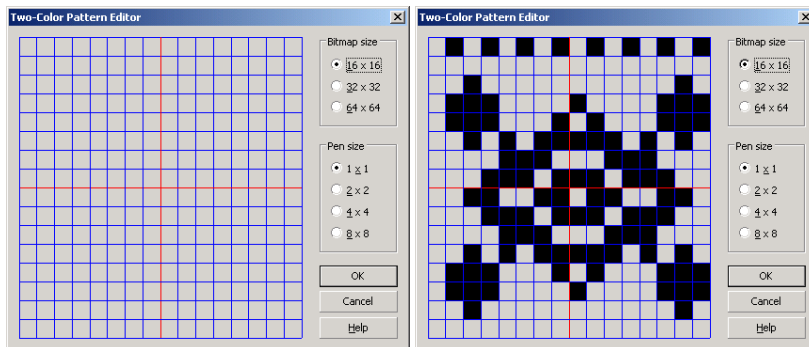 Two-Color Pattern Editor
Bitmap size
16 x 16
32 x 32
64 x 64
Pen size
1 x 1
2 x 2
4 x 4
8 x 8
OK
Cancel
Help
Two-Color Pattern Editor
Bitmap size
16 x 16
32 x 32
64 x 64
Pen size
1 x 1
2 x 2
4 x 4
8 x 8
OK
Cancel
Help